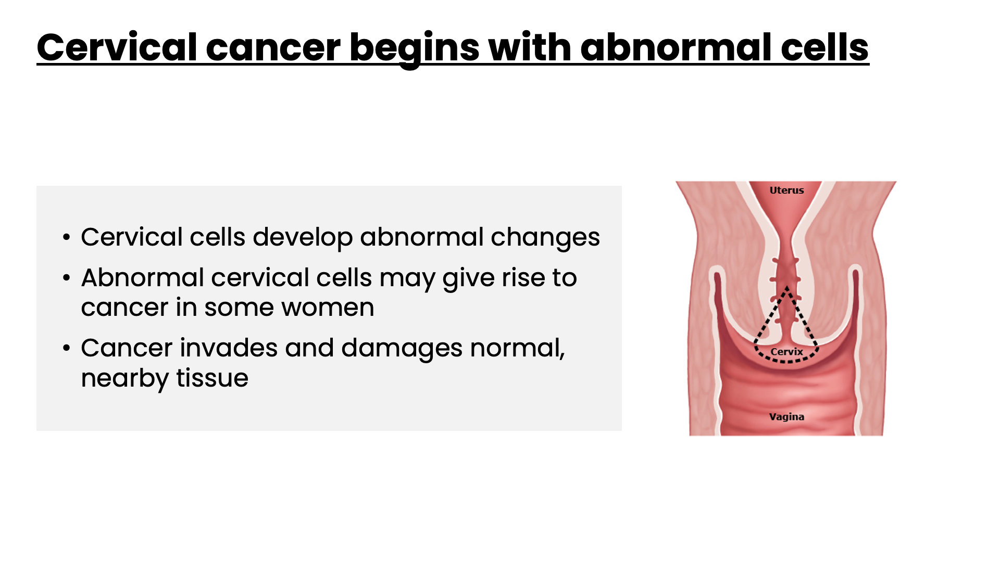 Cervical cancer begins with abnormal cells
• Cervical cells develop abnormal changes
• Abnormal cervical cells may give rise to
cancer in some women
• Cancer invades and damages normal,
nearby tissue
Uterus
Cervix
Vagina